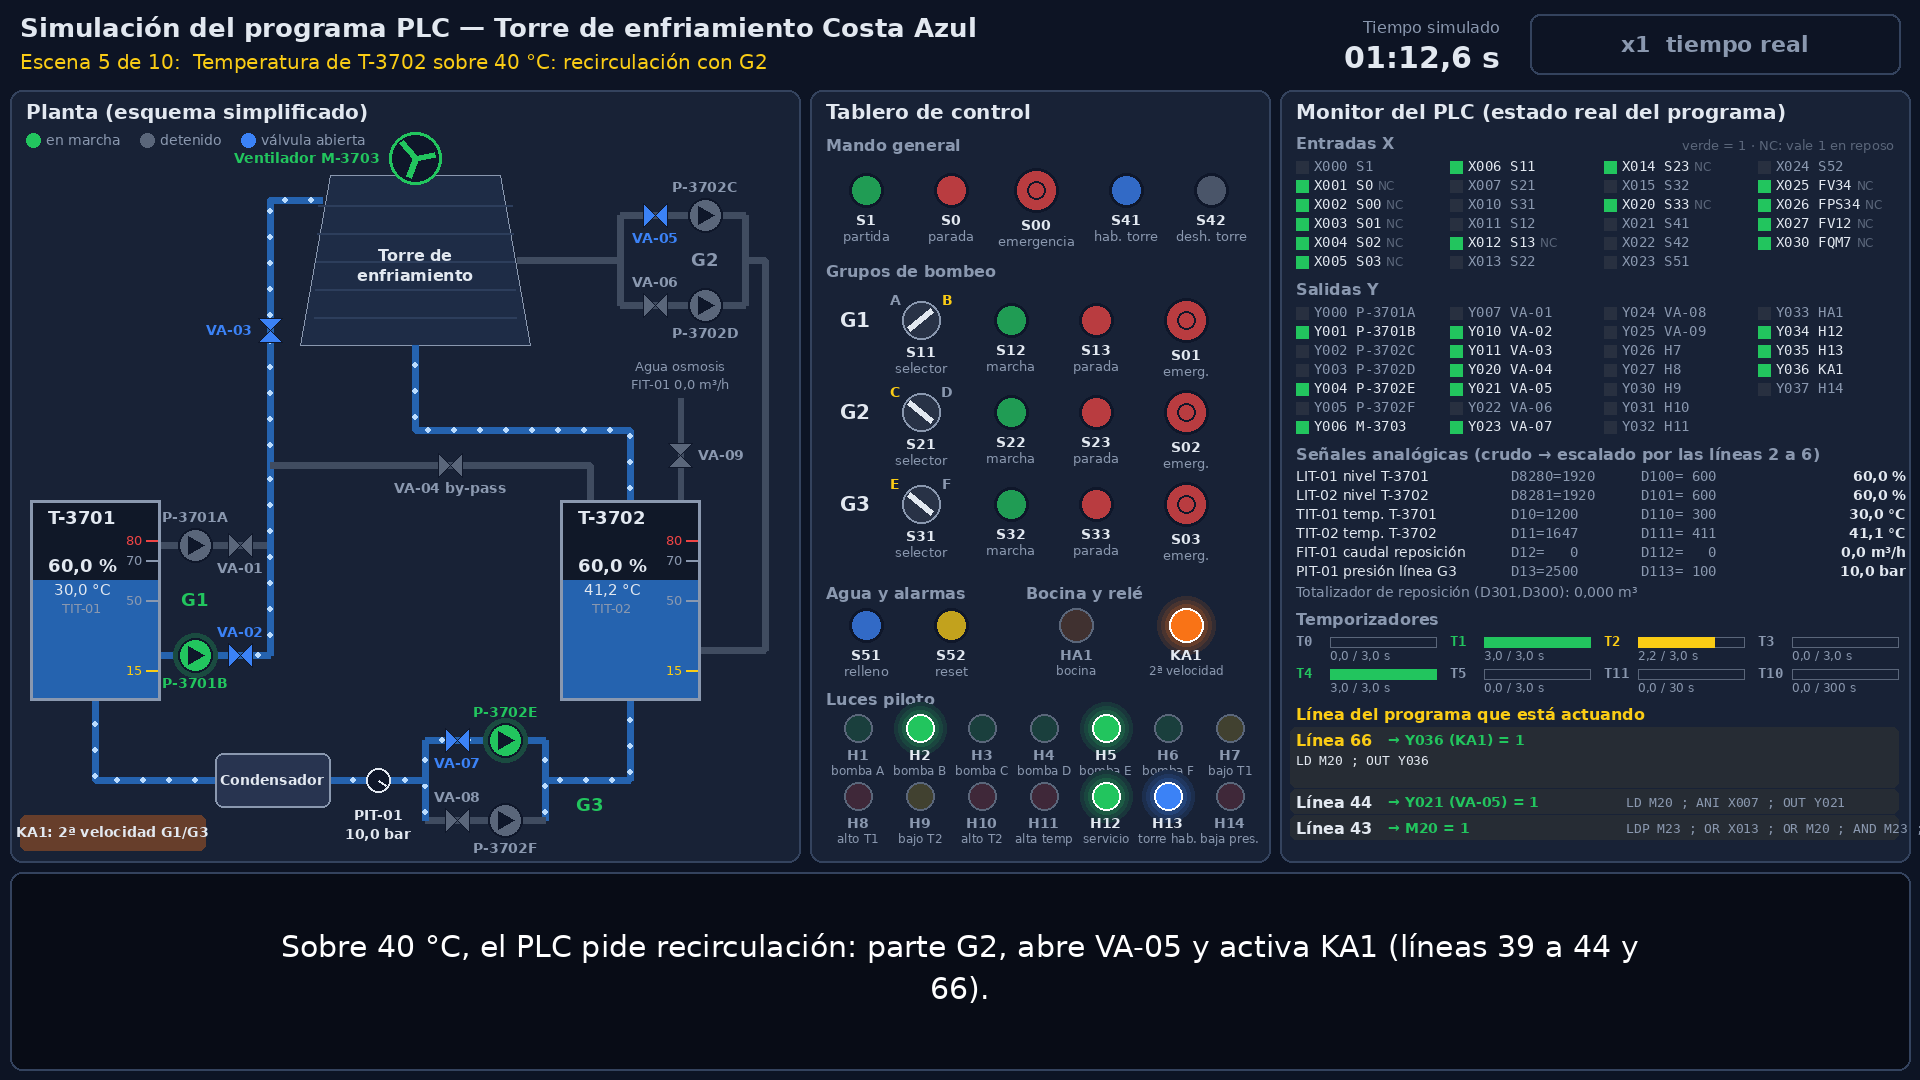 Simulación del programa PLC — Torre de enfriamiento Costa Azul
Escena 5 de 10:  Temperatura de T-3702 sobre 40 °C: recirculación con G2
Tiempo simulado
01:12,6 s
x1  tiempo real
Planta (esquema simplificado)
en marcha
detenido
válvula abierta
Ventilador M-3703
Torre de
enfriamiento
P-3702C
VA-05
G2
VA-06
P-3702D
VA-03
Agua osmosis
FIT-01 0,0 m³/h
VA-09
VA-04 by-pass
T-3701
60,0 %
30,0 °C
TIT-01
80
70
50
15
P-3701A
VA-01
G1
VA-02
P-3701B
T-3702
60,0 %
41,2 °C
TIT-02
80
70
50
15
P-3702E
VA-07
VA-08
P-3702F
G3
Condensador
PIT-01
10,0 bar
KA1: 2ª velocidad G1/G3
Tablero de control
Mando general
S1
partida
S0
parada
S00
emergencia
S41
hab. torre
S42
desh. torre
Grupos de bombeo
G1
A
B
S11
selector
S12
marcha
S13
parada
S01
emerg.
G2
C
D
S21
selector
S22
marcha
S23
parada
S02
emerg.
G3
E
F
S31
selector
S32
marcha
S33
parada
S03
emerg.
Agua y alarmas
Bocina y relé
S51
relleno
S52
reset
HA1
bocina
KA1
2ª velocidad
Luces piloto
H1
bomba A
H2
bomba B
H3
bomba C
H4
bomba D
H5
bomba E
H6
bomba F
H7
bajo T1
H8
alto T1
H9
bajo T2
H10
alto T2
H11
alta temp
H12
servicio
H13
torre hab.
H14
baja pres.
Monitor del PLC (estado real del programa)
Entradas X
verde = 1 · NC: vale 1 en reposo
X000 S1
X006 S11
X014 S23 NC
X024 S52
X001 S0 NC
X007 S21
X015 S32
X025 FV34 NC
X002 S00 NC
X010 S31
X020 S33 NC
X026 FPS34 NC
X003 S01 NC
X011 S12
X021 S41
X027 FV12 NC
X004 S02 NC
X012 S13 NC
X022 S42
X030 FQM7 NC
X005 S03 NC
X013 S22
X023 S51
Salidas Y
Y000 P-3701A
Y007 VA-01
Y024 VA-08
Y033 HA1
Y001 P-3701B
Y010 VA-02
Y025 VA-09
Y034 H12
Y002 P-3702C
Y011 VA-03
Y026 H7
Y035 H13
Y003 P-3702D
Y020 VA-04
Y027 H8
Y036 KA1
Y004 P-3702E
Y021 VA-05
Y030 H9
Y037 H14
Y005 P-3702F
Y022 VA-06
Y031 H10
Y006 M-3703
Y023 VA-07
Y032 H11
Señales analógicas (crudo → escalado por las líneas 2 a 6)
LIT-01 nivel T-3701 D8280=1920 D100= 600 60,0 %
LIT-02 nivel T-3702 D8281=1920 D101= 600 60,0 %
TIT-01 temp. T-3701 D10=1200 D110= 300 30,0 °C
TIT-02 temp. T-3702 D11=1647 D111= 411 41,1 °C
FIT-01 caudal reposición D12=   0 D112=   0 0,0 m³/h
PIT-01 presión línea G3 D13=2500 D113= 100 10,0 bar
Totalizador de reposición (D301,D300): 0,000 m³
Temporizadores
T0
0,0 / 3,0 s
T1
3,0 / 3,0 s
T2
2,2 / 3,0 s
T3
0,0 / 3,0 s
T4
3,0 / 3,0 s
T5
0,0 / 3,0 s
T11
0,0 / 30 s
T10
0,0 / 300 s
Línea del programa que está actuando
Línea 66 → Y036 (KA1) = 1
LD M20 ; OUT Y036
Línea 44 → Y021 (VA-05) = 1 LD M20 ; ANI X007 ; OUT Y021
Línea 43 → M20 = 1 LDP M23 ; OR X013 ; OR M20 ; AND M23 ;
Sobre 40 °C, el PLC pide recirculación: parte G2, abre VA-05 y activa KA1 (líneas 39 a 44 y
66).